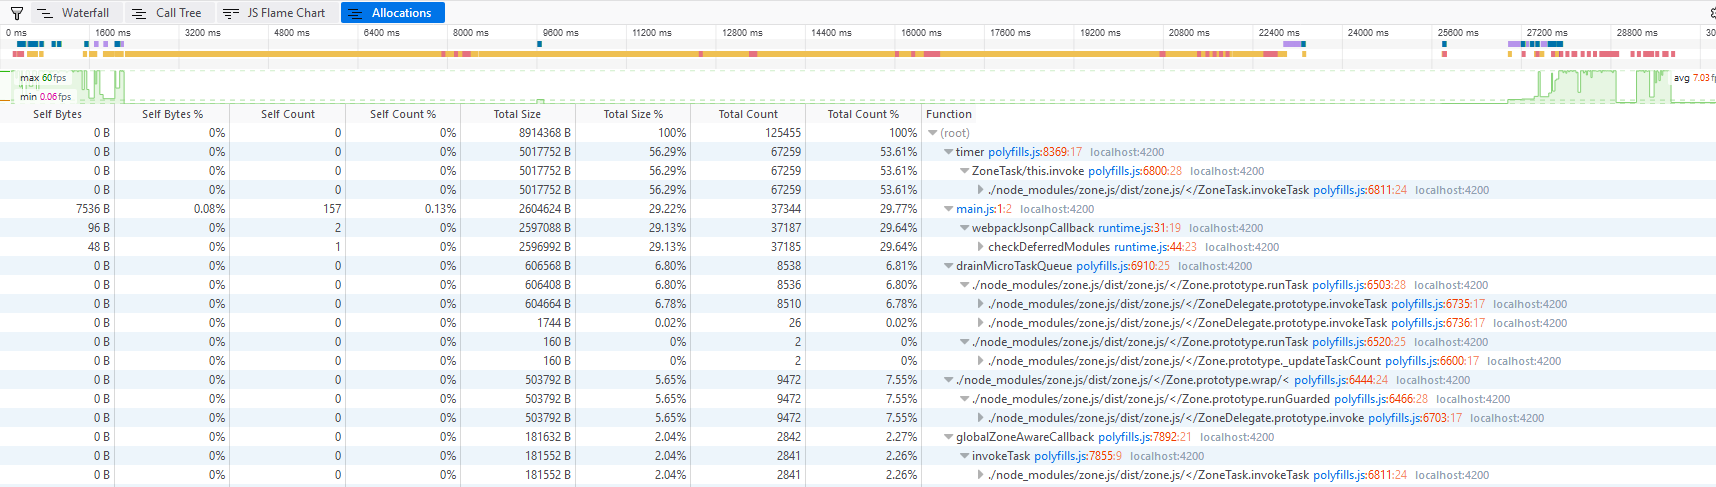 Waterfall Call Tree JS Flame Chart Allocations
0 ms 1600 ms 3200 ms 4800 ms 6400 ms 8000 ms 9600 ms 11200 ms 12800 ms 14400 ms 16000 ms 17600 ms 19200 ms 20800 ms 22400 ms 24000 ms 25600 ms 27200 ms 28800 ms 30
max 60 fps avg 7.03 f
min 0.06 fps
Self Bytes Self Bytes % Self Count Self Count % Total Size Total Size % Total Count Total Count % Function
0 B 0% 0 0% 8914368 B 100% 125455 100% (root)
0 B 0% 0 0% 5017752 B 56.29% 67259 53.61% timer polyfills.js:8369:17 localhost:4200
0 B 0% 0 0% 5017752 B 56.29% 67259 53.61% ZoneTask/this.invoke polyfills.js:6800:28 localhost:4200
0 B 0% 0 0% 5017752 B 56.29% 67259 53.61% ./node_modules/zone.js/dist/zone.js/</ZoneTask.invokeTask polyfills.js:6811:24 localhost:4200
7536 B 0.08% 157 0.13% 2604624 B 29.22% 37344 29.77% main.js:1:2 localhost:4200
96 B 0% 2 0% 2597088 B 29.13% 37187 29.64% webpackJsonpCallback runtime.js:31:19 localhost:4200
48 B 0% 1 0% 2596992 B 29.13% 37185 29.64% checkDeferredModules runtime.js:44:23 localhost:4200
0 B 0% 0 0% 606568 B 6.80% 8538 6.81% drainMicroTaskQueue polyfills.js:6910:25 localhost:4200
0 B 0% 0 0% 606408 B 6.80% 8536 6.80% ./node_modules/zone.js/dist/zone.js/</Zone.prototype.runTask polyfills.js:6503:28 localhost:4200
0 B 0% 0 0% 604664 B 6.78% 8510 6.78% ./node_modules/zone.js/dist/zone.js/</ZoneDelegate.prototype.invokeTask polyfills.js:6735:17 localhost:4200
0 B 0% 0 0% 1744 B 0.02% 26 0.02% ./node_modules/zone.js/dist/zone.js/</ZoneDelegate.prototype.invokeTask polyfills.js:6736:17 localhost:4200
0 B 0% 0 0% 160 B 0% 2 0% ./node_modules/zone.js/dist/zone.js/</Zone.prototype.runTask polyfills.js:6520:25 localhost:4200
0 B 0% 0 0% 160 B 0% 2 0% ./node_modules/zone.js/dist/zone.js/</Zone.prototype._updateTaskCount polyfills.js:6600:17 localhost:4200
0 B 0% 0 0% 503792 B 5.65% 9472 7.55% ./node_modules/zone.js/dist/zone.js/</Zone.prototype.wrap/< polyfills.js:6444:24 localhost:4200
0 B 0% 0 0% 503792 B 5.65% 9472 7.55% ./node_modules/zone.js/dist/zone.js/</Zone.prototype.runGuarded polyfills.js:6466:28 localhost:4200
0 B 0% 0 0% 503792 B 5.65% 9472 7.55% ./node_modules/zone.js/dist/zone.js/</ZoneDelegate.prototype.invoke polyfills.js:6703:17 localhost:4200
0 B 0% 0 0% 181632 B 2.04% 2842 2.27% globalZoneAwareCallback polyfills.js:7892:21 localhost:4200
0 B 0% 0 0% 181552 B 2.04% 2841 2.26% invokeTask polyfills.js:7855:9 localhost:4200
0 B 0% 0 0% 181552 B 2.04% 2841 2.26% ./node_modules/zone.js/dist/zone.js/</ZoneTask.invokeTask polyfills.js:6811:24 localhost:4200